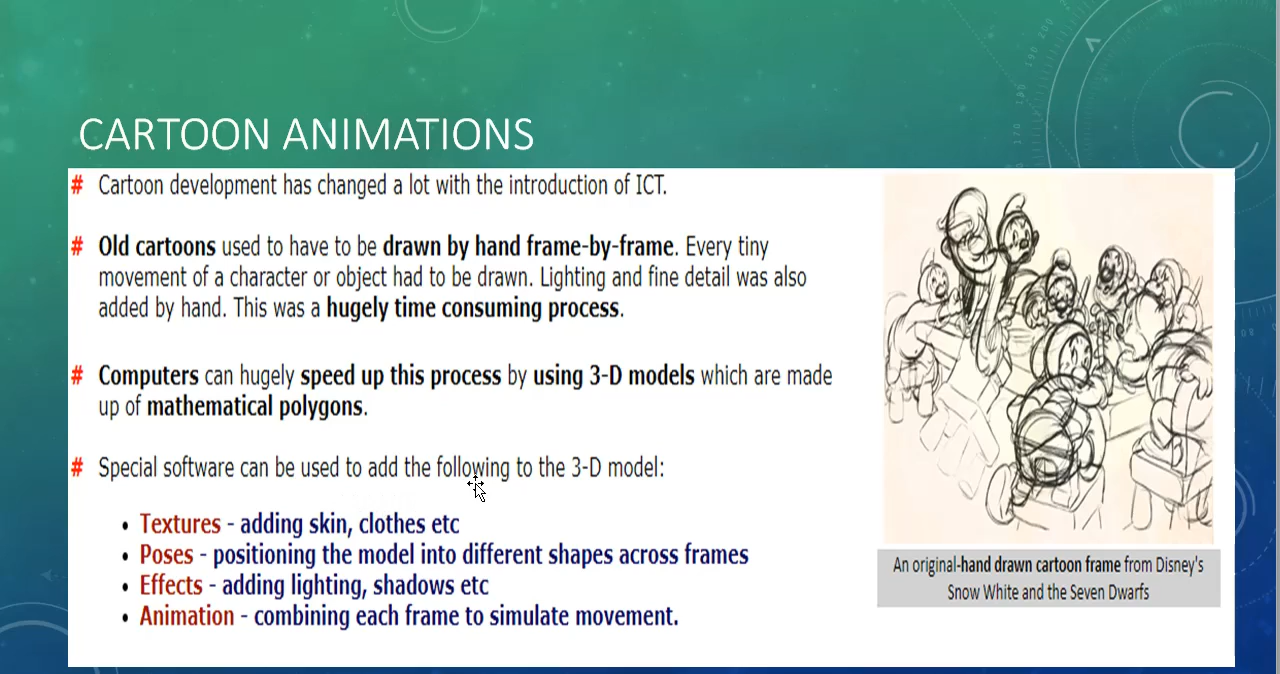 CARTOON ANIMATIONS
# Cartoon development has changed a lot with the introduction of ICT.
# Old cartoons used to have to be drawn by hand frame-by-frame. Every tiny
movement of a character or object had to be drawn. Lighting and fine detail was also
added by hand. This was a hugely time consuming process.
# Computers can hugely speed up this process by using 3-D models which are made
up of mathematical polygons.
# Special software can be used to add the following to the 3-D model:
• Textures - adding skin, clothes etc
• Poses - positioning the model into different shapes across frames
• Effects - adding lighting, shadows etc
• Animation - combining each frame to simulate movement.
An original-hand drawn cartoon frame from Disney's
Snow White and the Seven Dwarfs